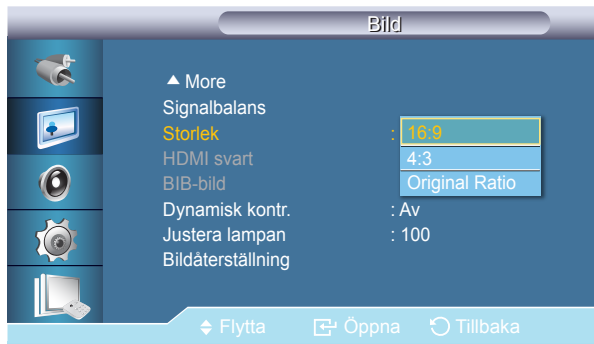 Bild
▲ More
Signalbalans
Storlek : 16:9
4:3
HDMI svart
BIB-bild Original Ratio
Dynamisk kontr. : Av
Justera lampan : 100
Bildåterställning
Flytta Öppna Tillbaka